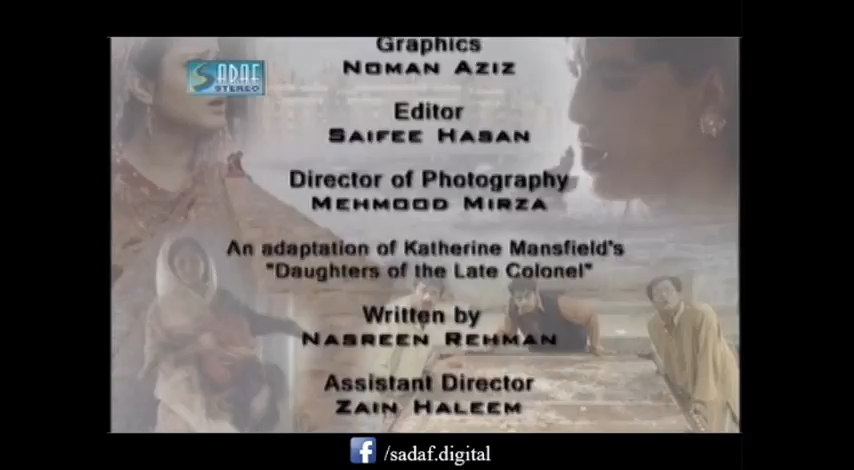 Graphics
NOMAN AZIZ
SADAF
STEREO
Editor
SAIFEE HASAN
Director of Photography
MEHMOOD MIRZA
An adaptation of Katherine Mansfield's
"Daughters of the Late Colonel"
Written by
NASREEN REHMAN
Assistant Director
ZAIN HALEEM
f /sadaf.digital